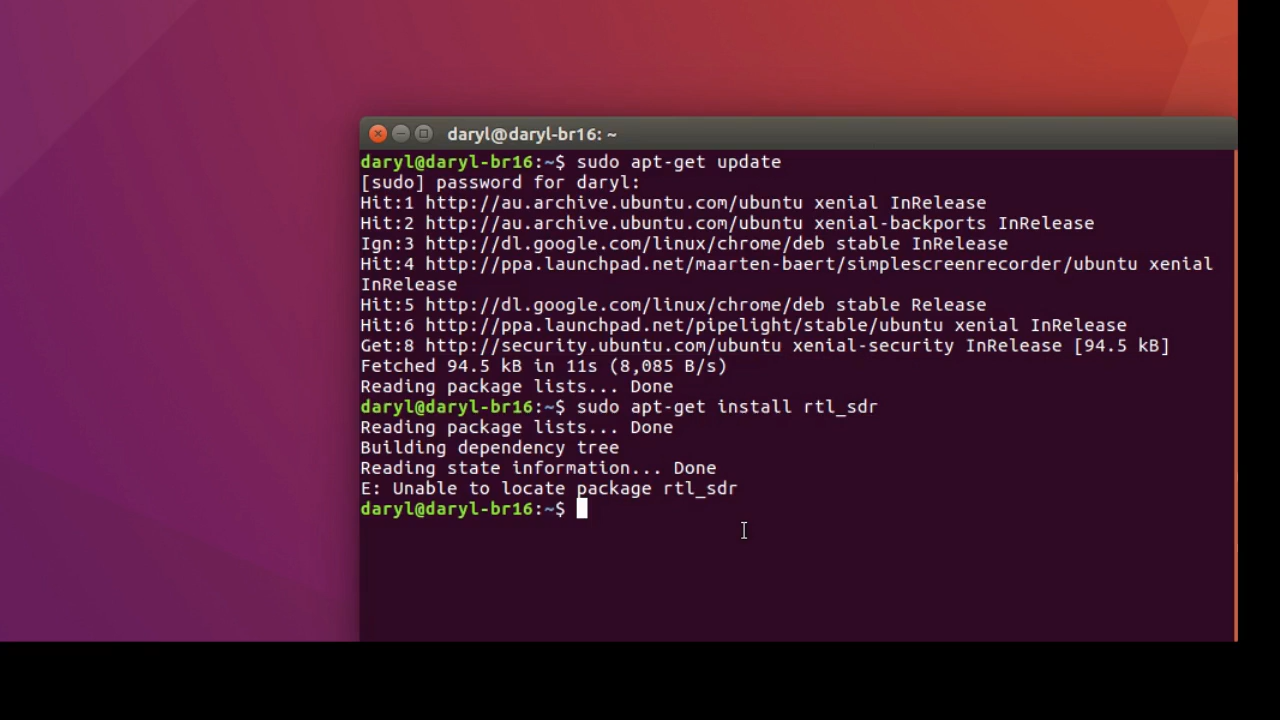 daryl@daryl-br16: ~
daryl@daryl-br16:~$ sudo apt-get update
[sudo] password for daryl:
Hit:1 http://au.archive.ubuntu.com/ubuntu xenial InRelease
Hit:2 http://au.archive.ubuntu.com/ubuntu xenial-backports InRelease
Ign:3 http://dl.google.com/linux/chrome/deb stable InRelease
Hit:4 http://ppa.launchpad.net/maarten-baert/simplescreenrecorder/ubuntu xenial
InRelease
Hit:5 http://dl.google.com/linux/chrome/deb stable Release
Hit:6 http://ppa.launchpad.net/pipelight/stable/ubuntu xenial InRelease
Get:8 http://security.ubuntu.com/ubuntu xenial-security InRelease [94.5 kB]
Fetched 94.5 kB in 11s (8,085 B/s)
Reading package lists... Done
daryl@daryl-br16:~$ sudo apt-get install rtl_sdr
Reading package lists... Done
Building dependency tree
Reading state information... Done
E: Unable to locate package rtl_sdr
daryl@daryl-br16:~$